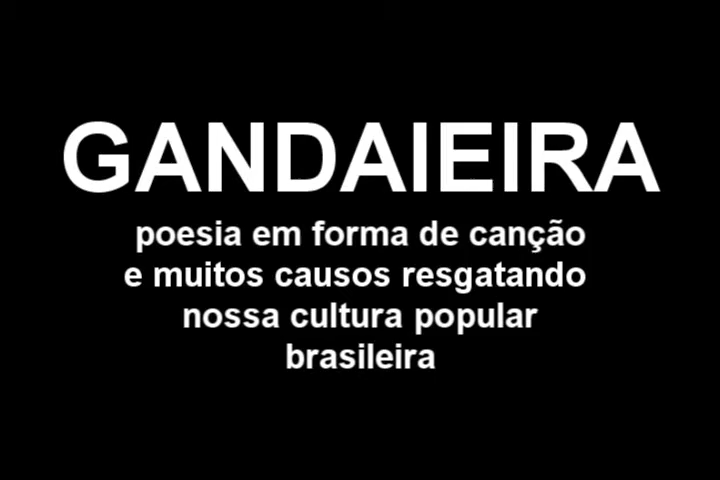 GANDAIEIRA
poesia em forma de canção
e muitos causos resgatando
nossa cultura popular
brasileira